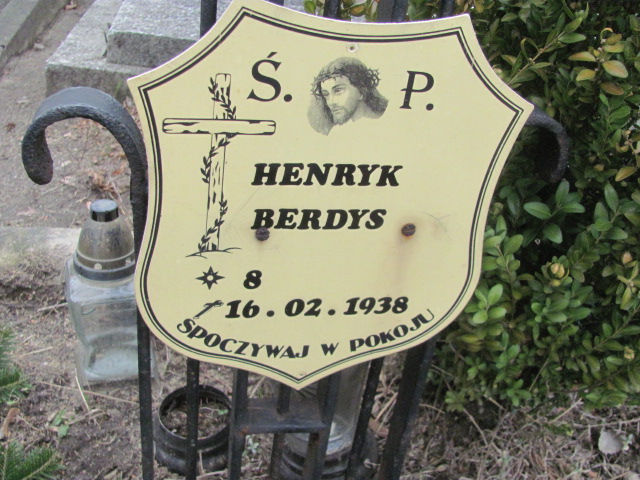 Ś. P.
HENRYK
BERDYS
8
16.02.1938
SPOCZYWAJ W POKOJU